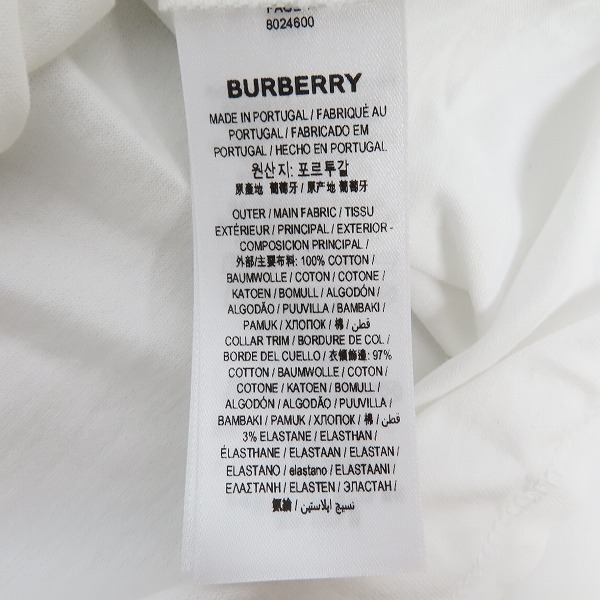 8024600
BURBERRY
MADE IN PORTUGAL / FABRIQUÉ AU
PORTUGAL / FABRICADO EM
PORTUGAL / HECHO EN PORTUGAL
원산지: 포르투갈
原產地 葡萄牙 / 原产地 葡萄牙
OUTER / MAIN FABRIC / TISSU
EXTÉRIEUR / PRINCIPAL / EXTERIOR -
COMPOSICIÓN PRINCIPAL /
外部/主要布料: 100% COTTON /
BAUMWOLLE / COTON / COTONE /
KATOEN / BOMULL / ALGODÓN /
ALGODÃO / PUUVILLA / BAMBAKI /
PAMUK / ХЛОПОК / 棉 / قطن /
COLLAR TRIM / BORDURE DE COL /
BORDE DEL CUELLO / 衣領飾邊: 97%
COTTON / BAUMWOLLE / COTON /
COTONE / KATOEN / BOMULL /
ALGODÓN / ALGODÃO / PUUVILLA /
BAMBAKI / PAMUK / ХЛОПОК / 棉 / قطن /
3% ELASTANE / ELASTHAN /
ÉLASTHANE / ELASTAAN / ELASTAN /
ELASTANO / elastano / ELASTAANI /
ΕΛΑΣΤΑΝΗ / ELASTEN / ЭЛАСТАН /
氨綸 / نسيج إيلاستين /